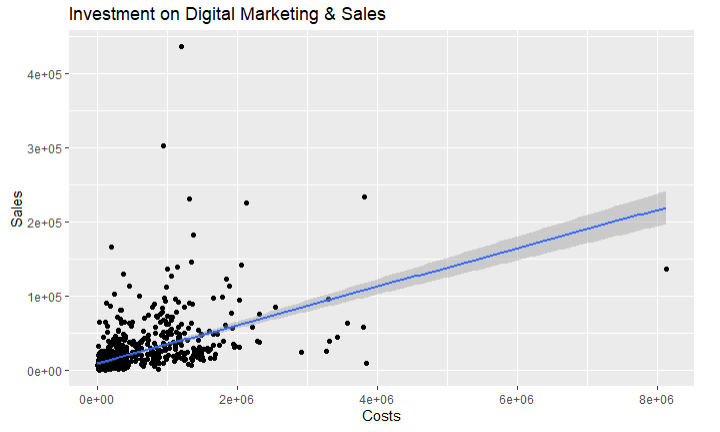 Investment on Digital Marketing & Sales
4e+05
3e+05
2e+05
1e+05
0e+00
Sales
0e+00 2e+06 4e+06 6e+06 8e+06
Costs